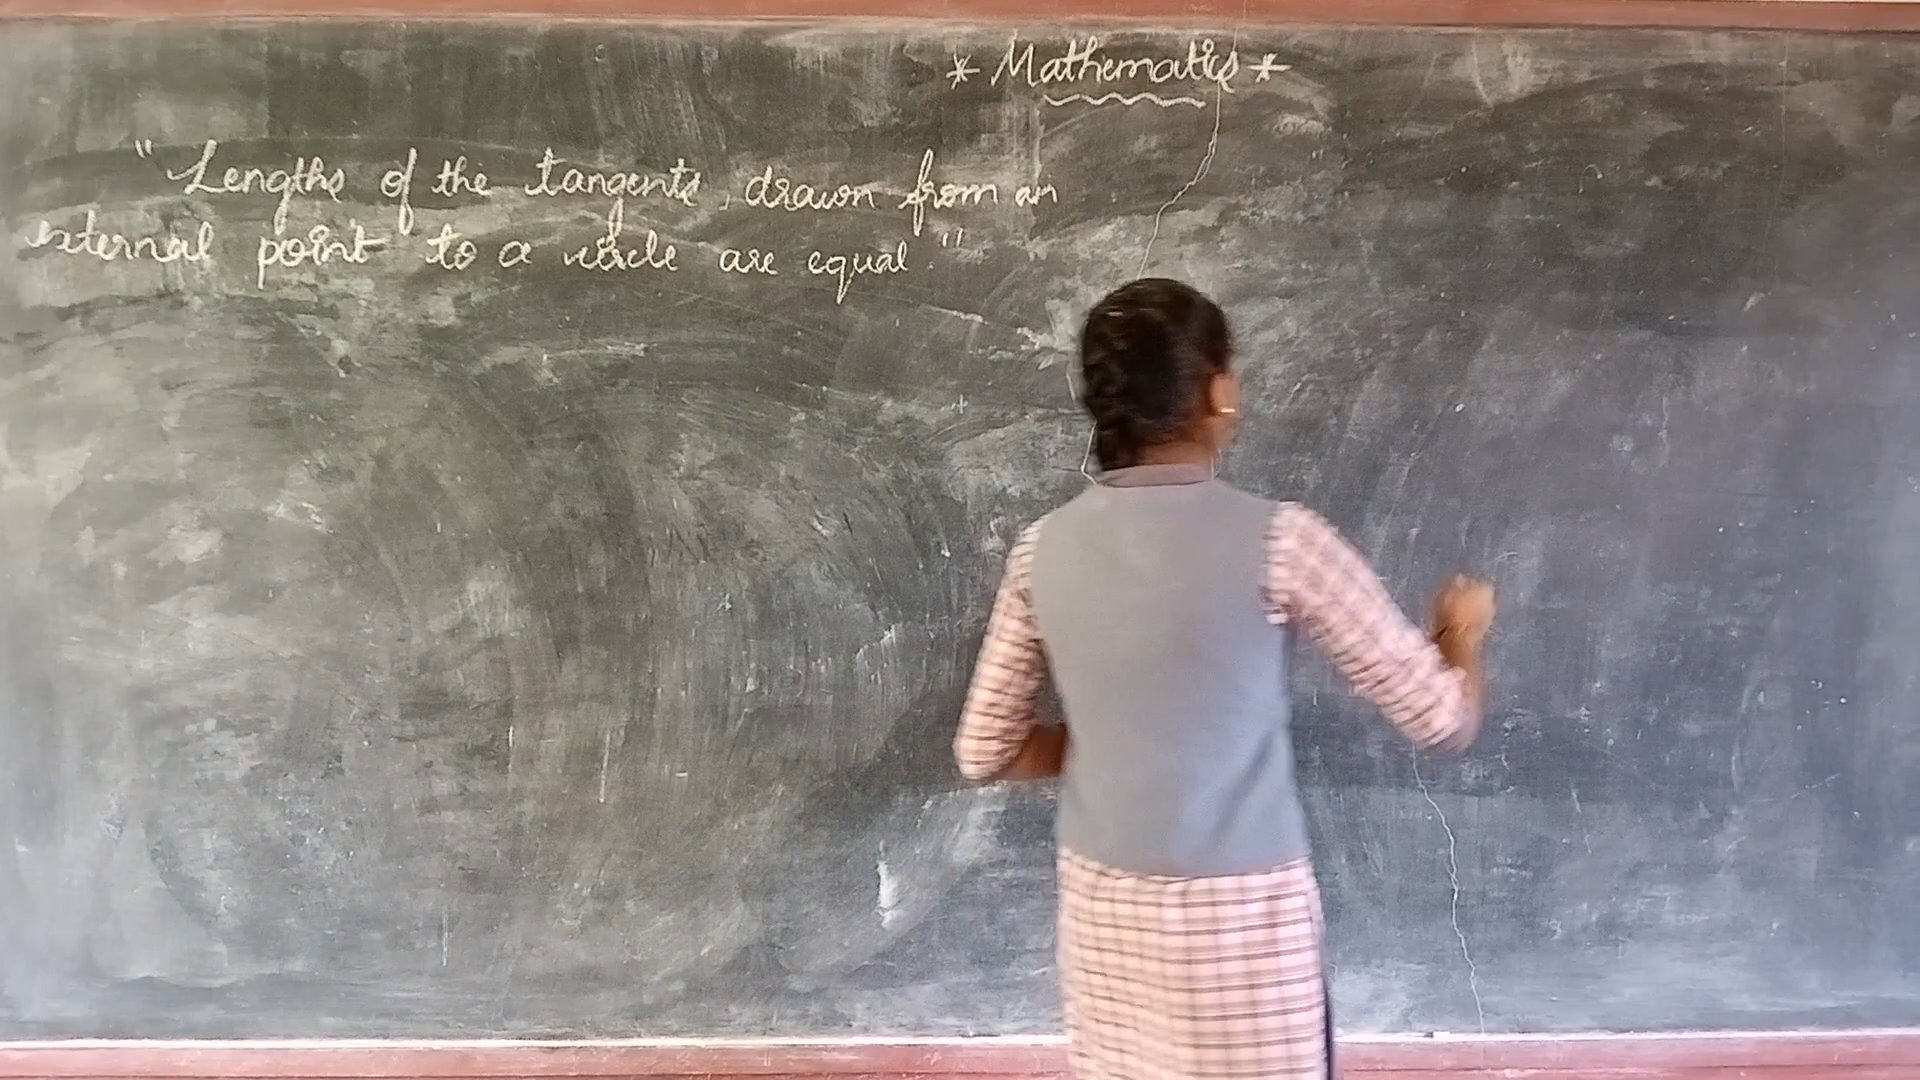 * Mathematics *
"Lengths of the tangents, drawn from an
external point to a circle are equal."